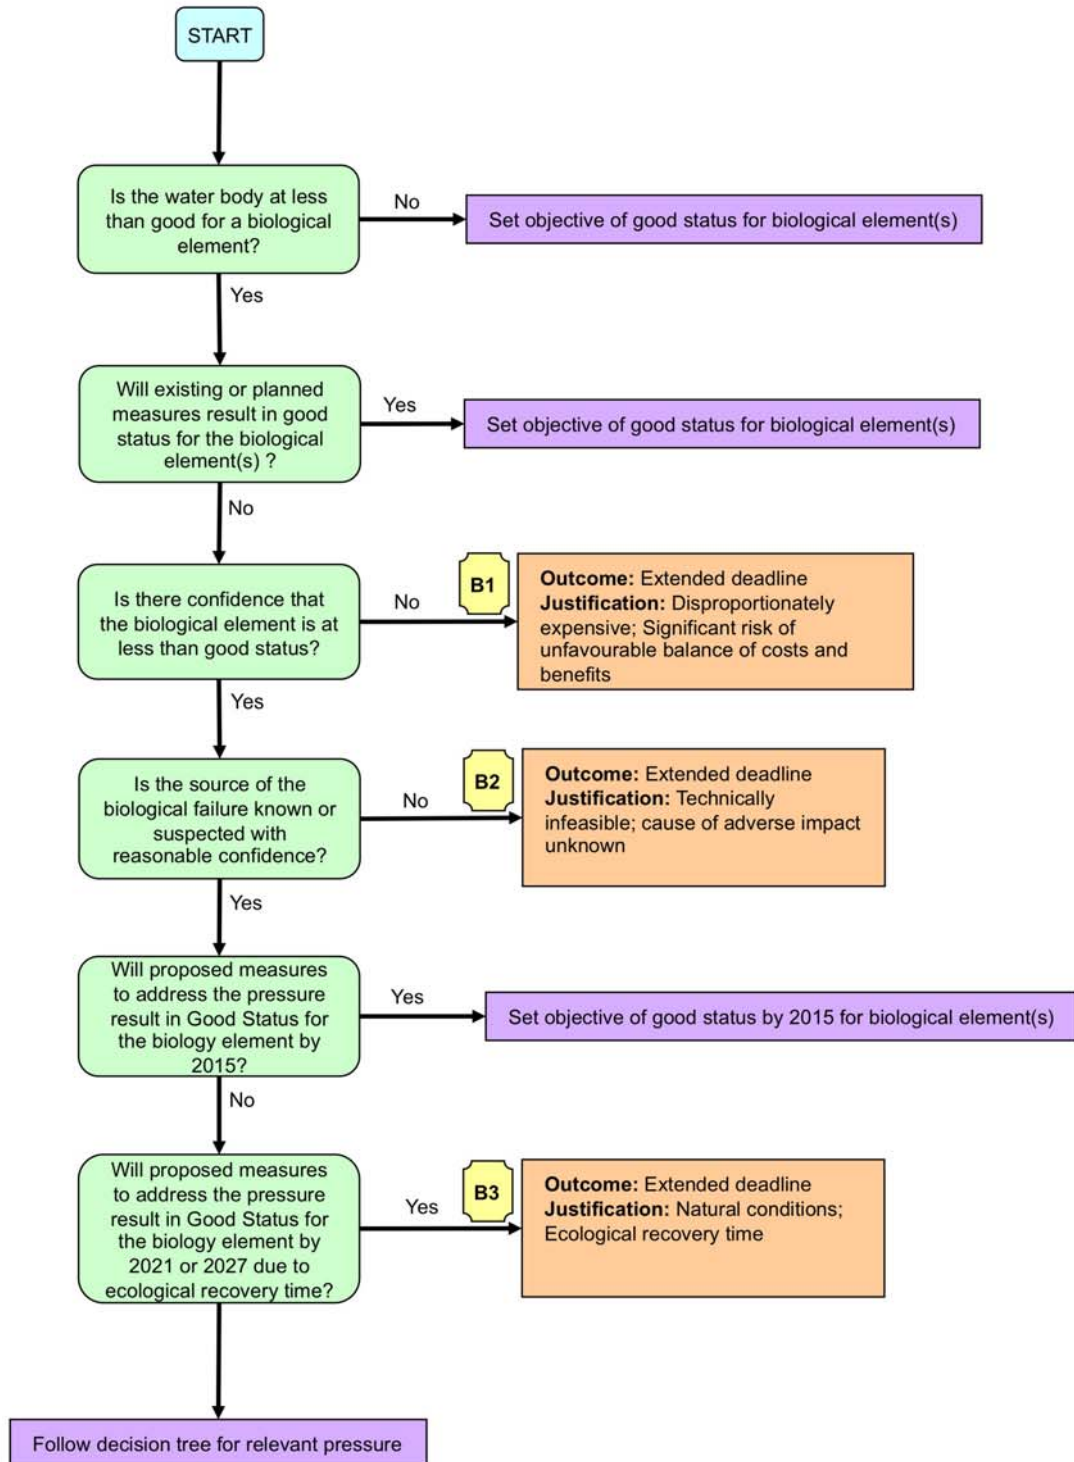 START
Is the water body at less
than good for a biological
element?
No
Set objective of good status for biological element(s)
Yes
Will existing or planned
measures result in good
status for the biological
element(s) ?
Yes
Set objective of good status for biological element(s)
No
Is there confidence that
the biological element is at
less than good status?
No
B1
Outcome: Extended deadline
Justification: Disproportionately
expensive; Significant risk of
unfavourable balance of costs and
benefits
Yes
Is the source of the
biological failure known or
suspected with
reasonable confidence?
No
B2
Outcome: Extended deadline
Justification: Technically
infeasible; cause of adverse impact
unknown
Yes
Will proposed measures
to address the pressure
result in Good Status for
the biology element by
2015?
Yes
Set objective of good status by 2015 for biological element(s)
No
Will proposed measures
to address the pressure
result in Good Status for
the biology element by
2021 or 2027 due to
ecological recovery time?
Yes
B3
Outcome: Extended deadline
Justification: Natural conditions;
Ecological recovery time
Follow decision tree for relevant pressure